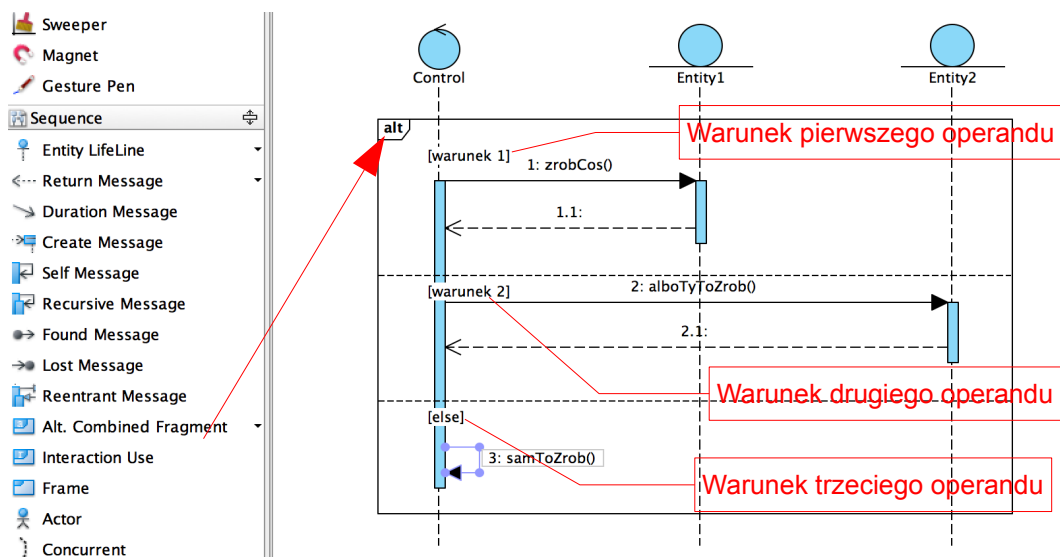 Sweeper
Magnet
Gesture Pen
Sequence
Entity LifeLine
Return Message
Duration Message
Create Message
Self Message
Recursive Message
Found Message
Lost Message
Reentrant Message
Alt. Combined Fragment
Interaction Use
Frame
Actor
Concurrent
Control
Entity1
Entity2
alt
Warunek pierwszego operandu
[warunek 1]
1: zrobCos()
1.1:
[warunek 2]
2: alboTyToZrob()
2.1:
Warunek drugiego operandu
[else]
3: samToZrob()
Warunek trzeciego operandu